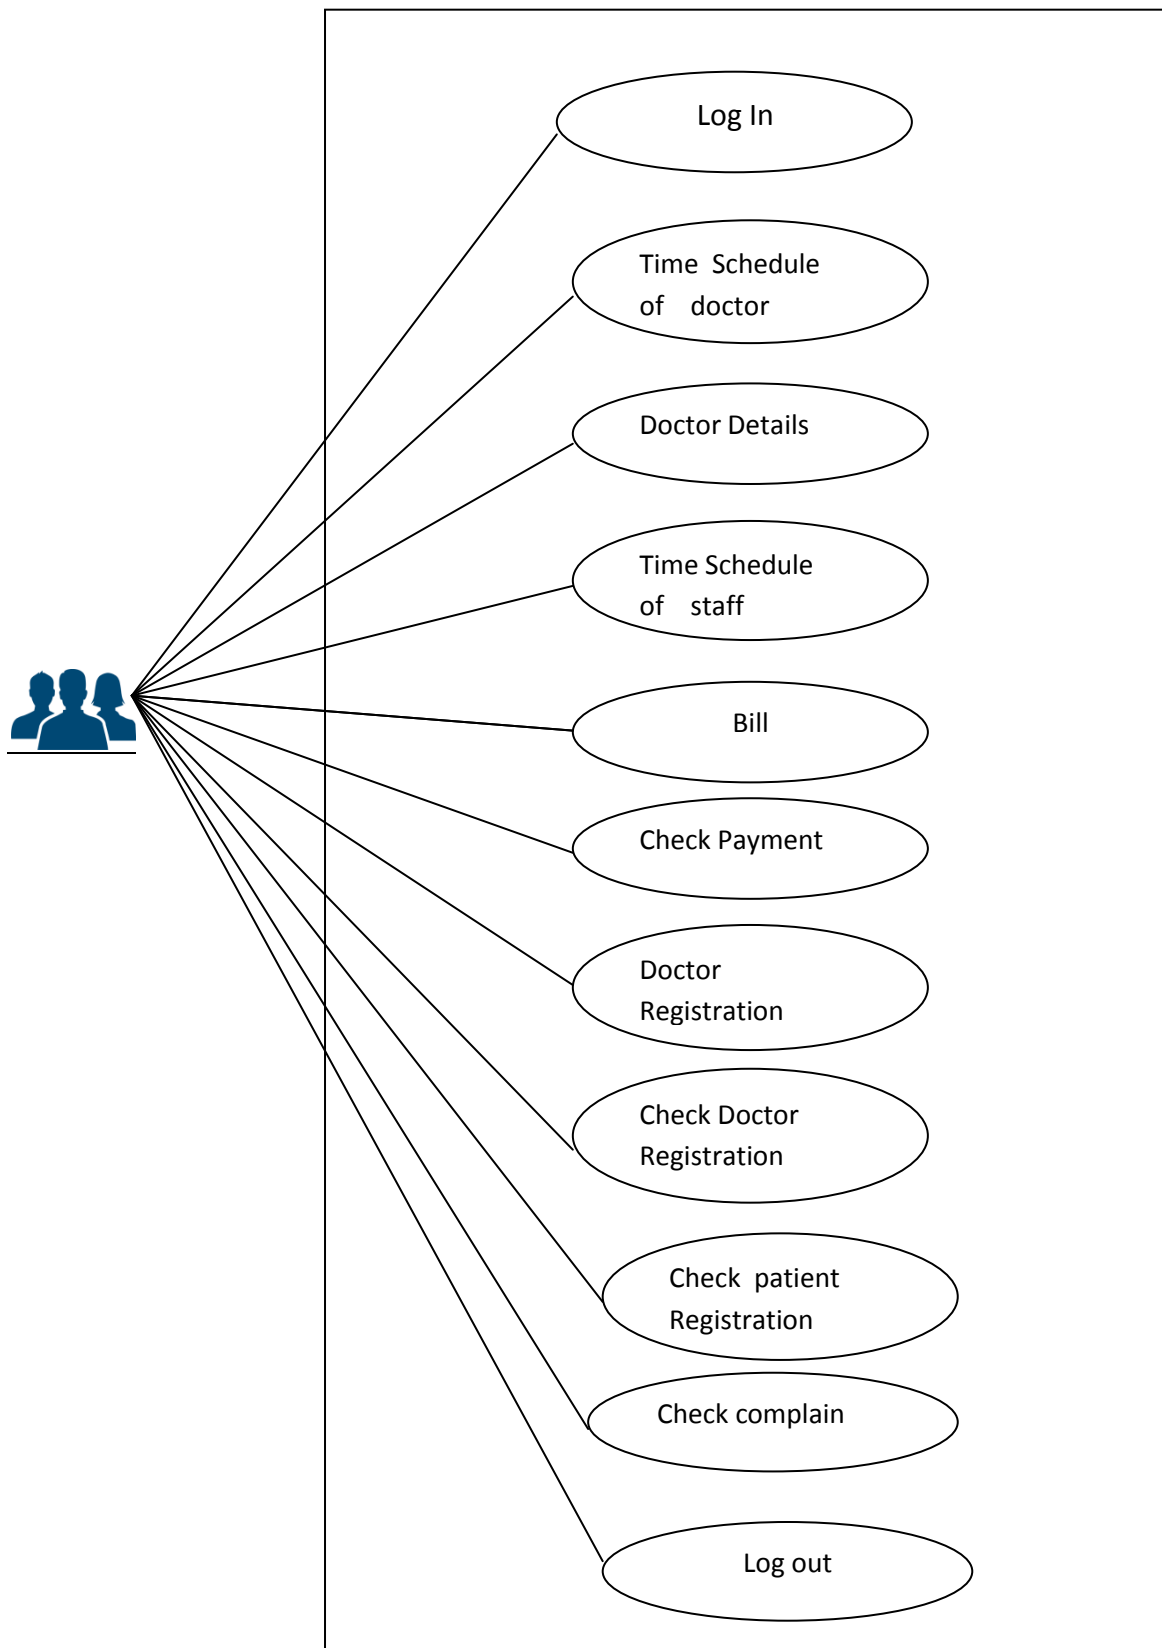 Log In
Time Schedule
of doctor
Doctor Details
Time Schedule
of staff
Bill
Check Payment
Doctor
Registration
Check Doctor
Registration
Check patient
Registration
Check complain
Log out